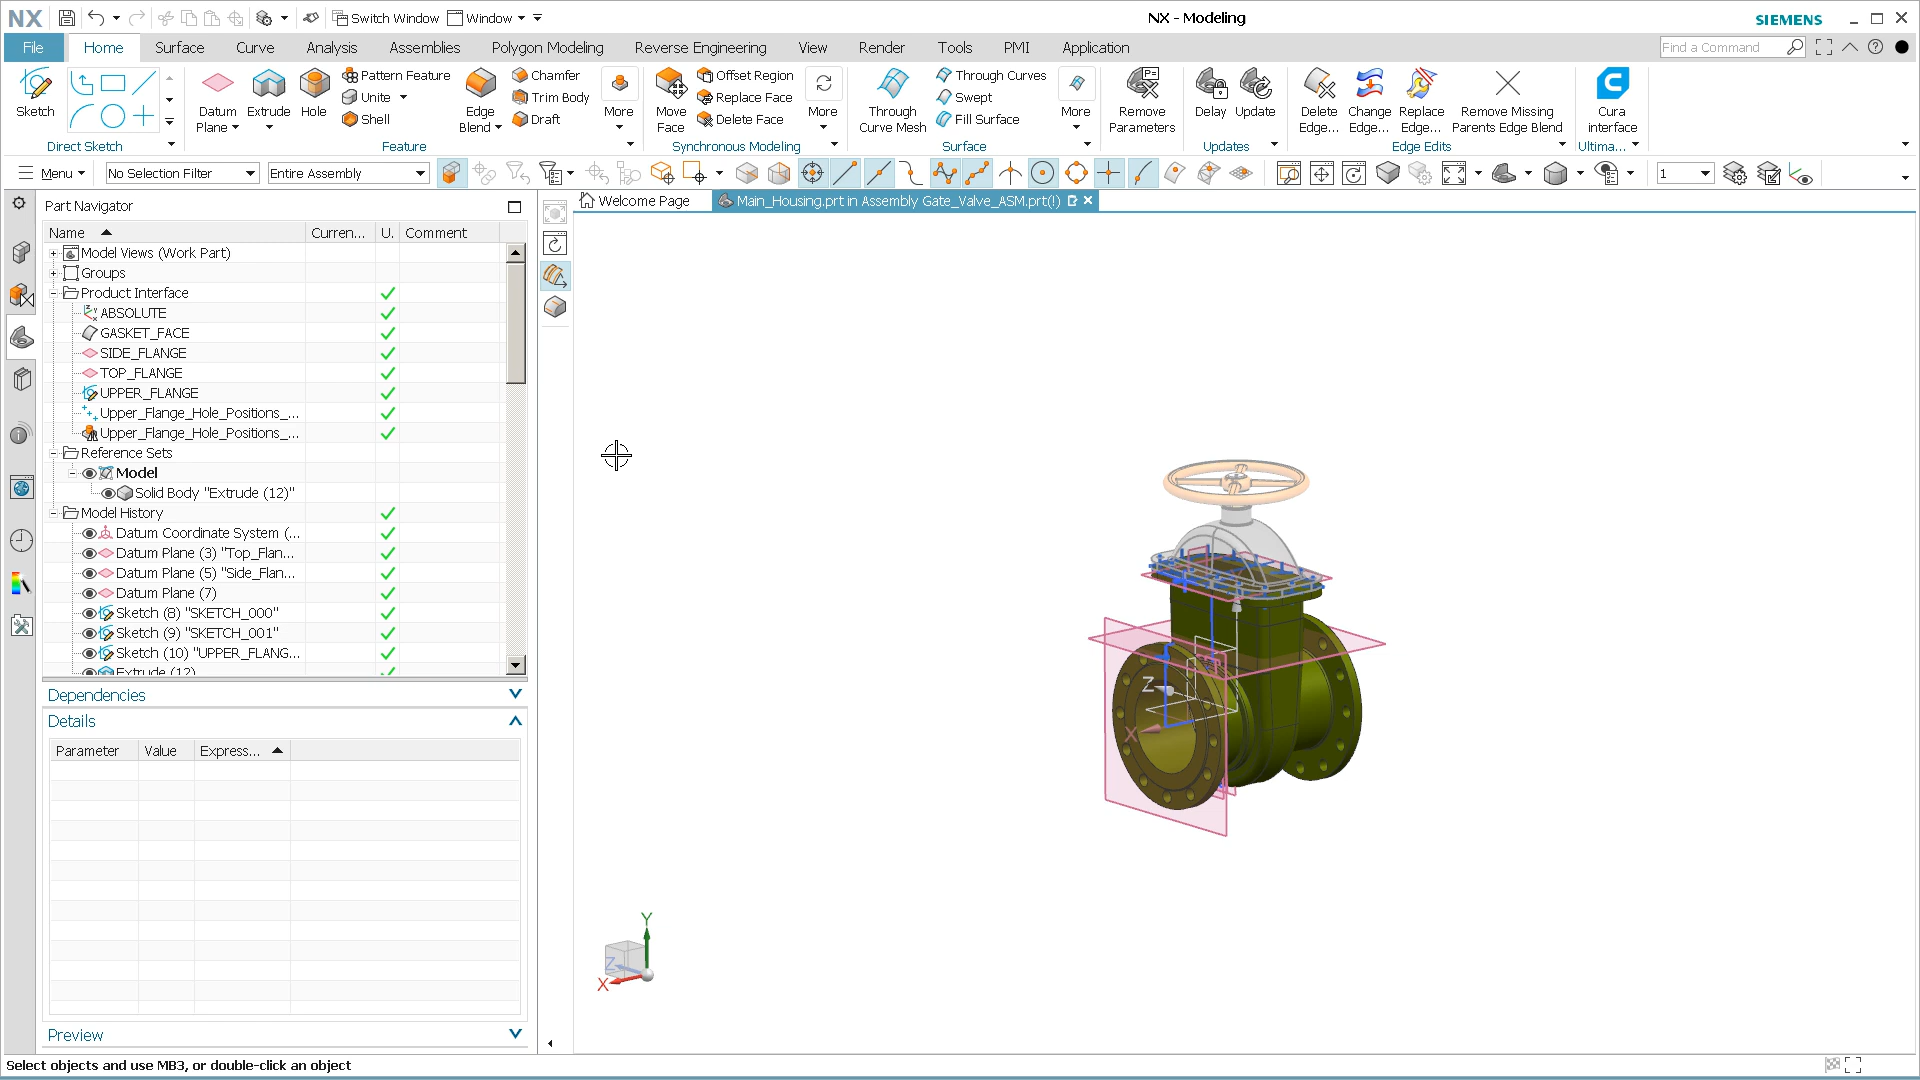 NX
Switch Window
Window
NX - Modeling
SIEMENS
File
Home
Surface
Curve
Analysis
Assemblies
Polygon Modeling
Reverse Engineering
View
Render
Tools
PMI
Application
Find a Command
Sketch
Direct Sketch
Datum
Plane
Extrude
Hole
Pattern Feature
Unite
Shell
Edge
Blend
Chamfer
Trim Body
Draft
More
Feature
Move
Face
Offset Region
Replace Face
Delete Face
More
Synchronous Modeling
Through
Curve Mesh
Through Curves
Swept
Fill Surface
More
Surface
Remove
Parameters
Delay
Update
Updates
Delete
Edge...
Change
Edge...
Replace
Edge...
Remove Missing
Parents Edge Blend
Edge Edits
Cura
interface
Ultima...
Menu
No Selection Filter
Entire Assembly
1
Part Navigator
Welcome Page
Main_Housing.prt in Assembly Gate_Valve_ASM.prt(!)
Name
Curren...
U.
Comment
Model Views (Work Part)
Groups
Product Interface
ABSOLUTE
GASKET_FACE
SIDE_FLANGE
TOP_FLANGE
UPPER_FLANGE
Upper_Flange_Hole_Positions_...
Upper_Flange_Hole_Positions_...
Reference Sets
Model
Solid Body "Extrude (12)"
Model History
Datum Coordinate System (...
Datum Plane (3) "Top_Flan...
Datum Plane (5) "Side_Flan...
Datum Plane (7)
Sketch (8) "SKETCH_000"
Sketch (9) "SKETCH_001"
Sketch (10) "UPPER_FLANG...
Extrude (12)
Dependencies
Details
Parameter
Value
Express...
Preview
Z
X
Y
Z
X
Select objects and use MB3, or double-click an object